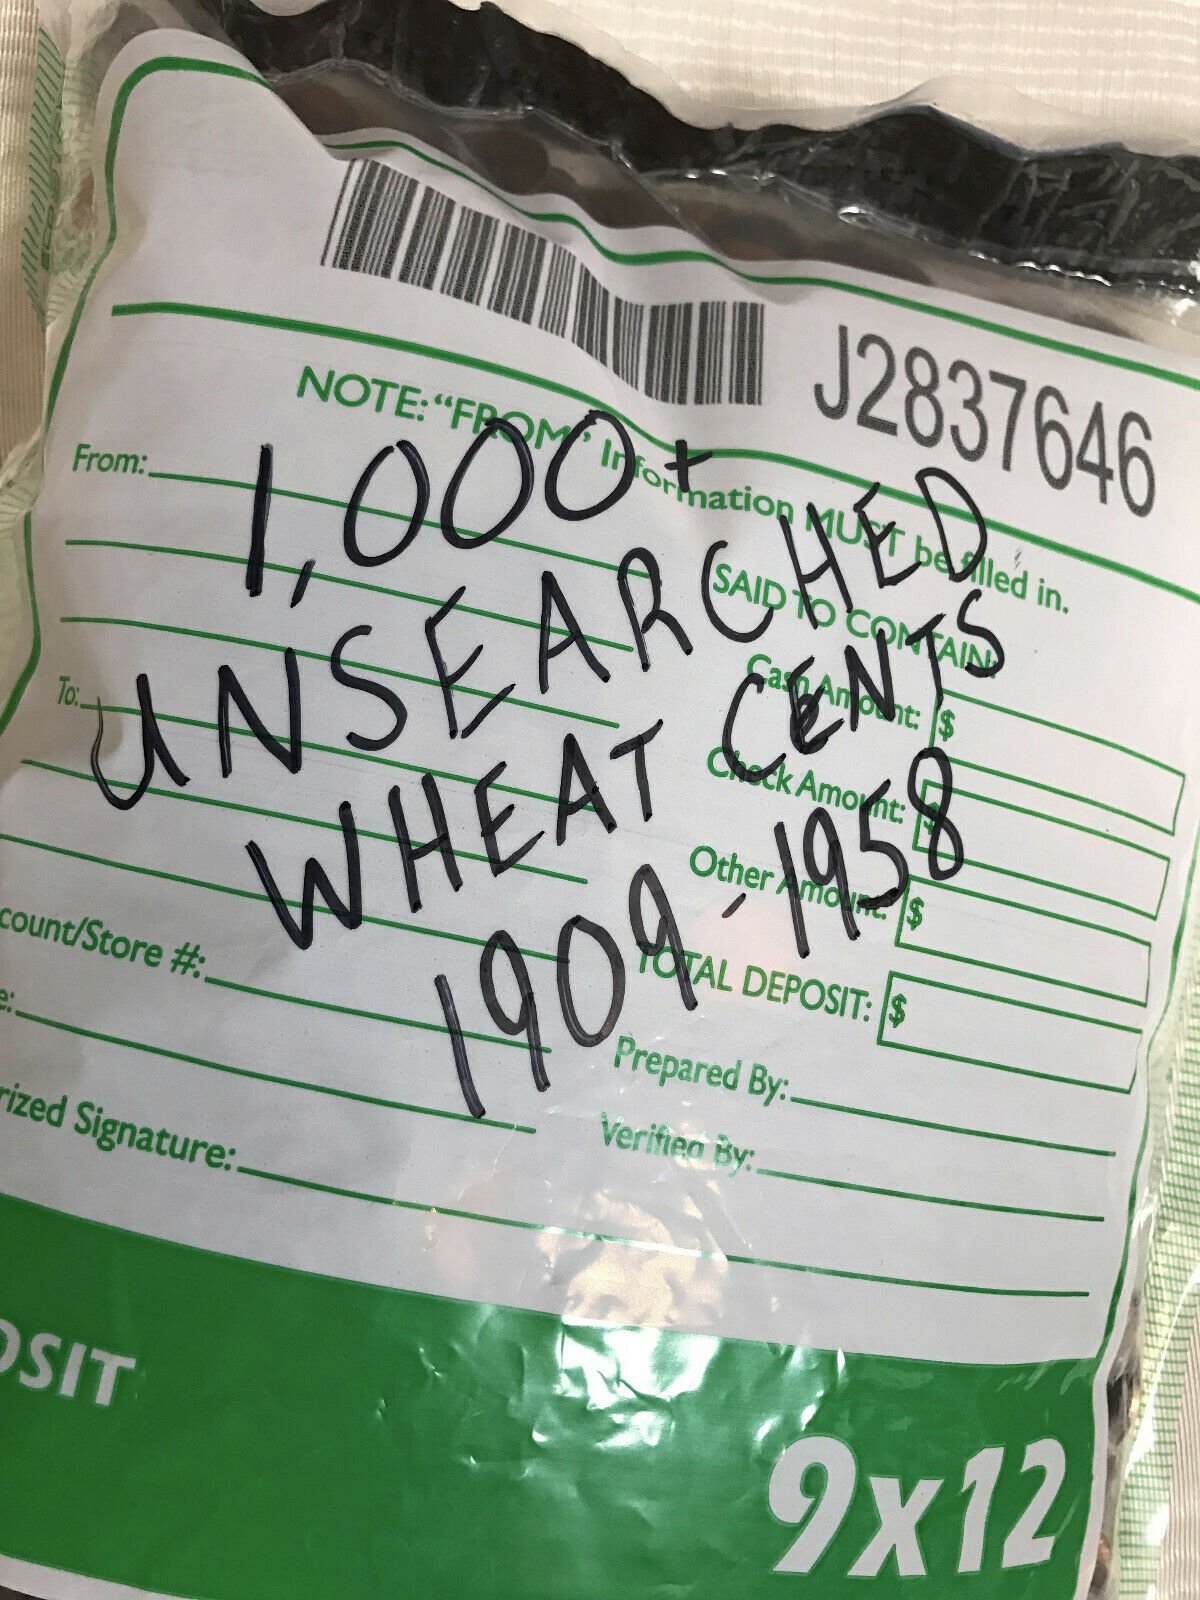 J2837646
NOTE: "FROM" Information MUST be filled in.
1,000+
UNSEARCHED
WHEAT CENTS
1909-1958
From:
To:
count/Store #:
e:
rized Signature:
SAID TO CONTAIN:
Cash Amount: $
Check Amount: $
Other Amount: $
TOTAL DEPOSIT: $
Prepared By:
Verified By:
OSIT
9x12